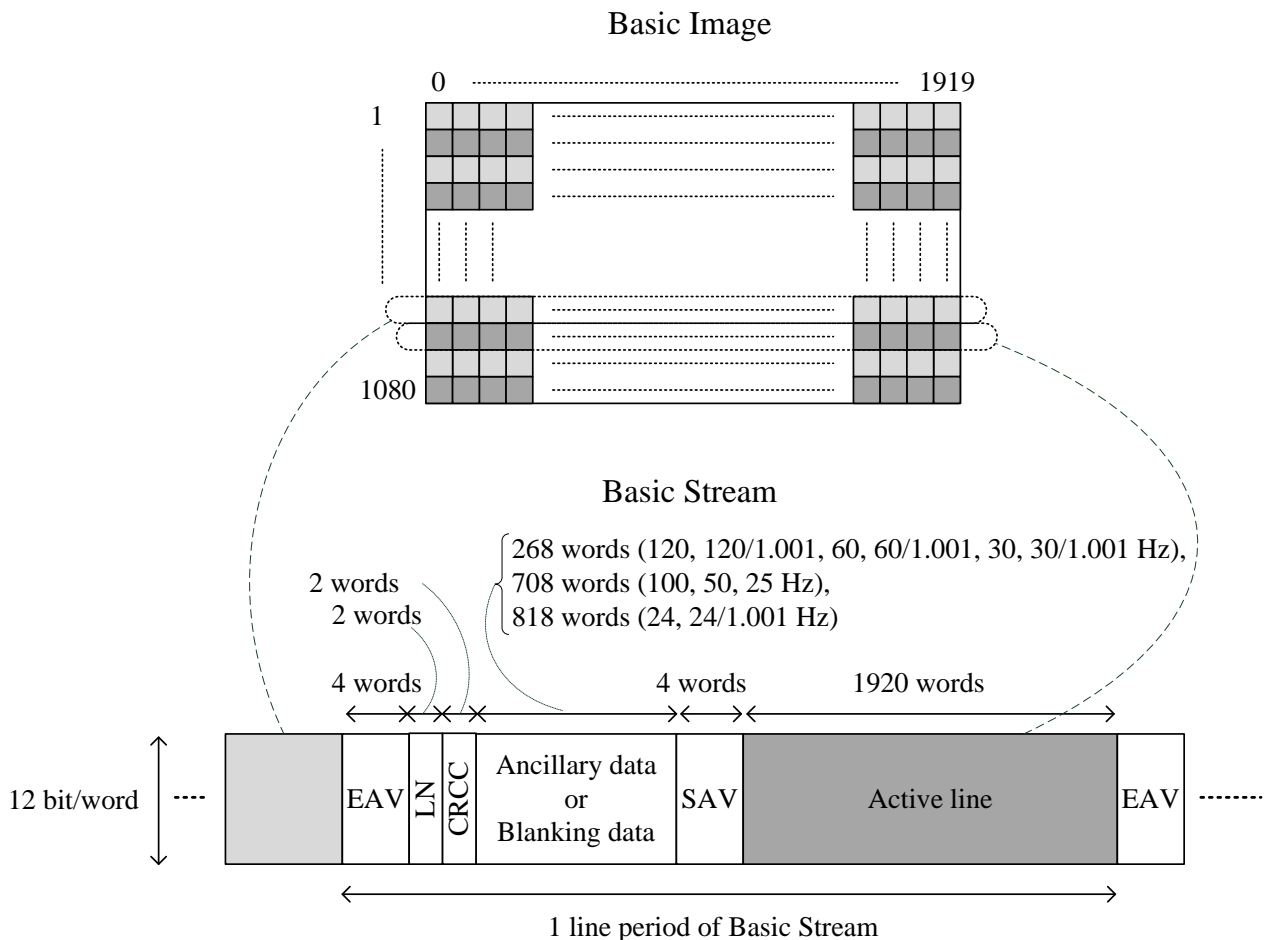 Basic Image
0 1919
1
1080
Basic Stream
268 words (120, 120/1.001, 60, 60/1.001, 30, 30/1.001 Hz),
708 words (100, 50, 25 Hz),
818 words (24, 24/1.001 Hz)
2 words
2 words
4 words
4 words
1920 words
12 bit/word
EAV
LN
CRCC
Ancillary data
or
Blanking data
SAV
Active line
EAV
1 line period of Basic Stream